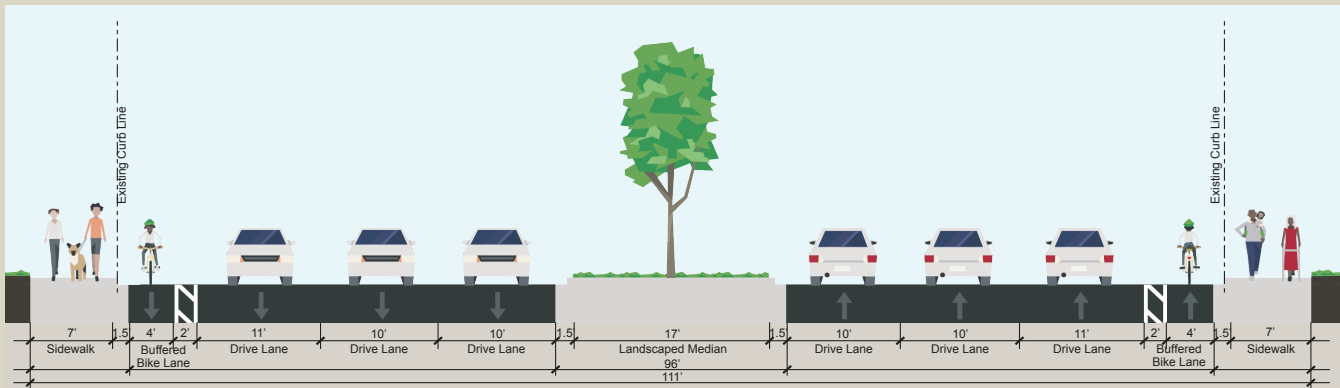 Existing Curb Line
Existing Curb Line
7' 1.5' 4' 2' 11' 10' 10' 1.5' 17' 1.5' 10' 10' 11' 2' 4' 1.5' 7'
Sidewalk Buffered Drive Lane Drive Lane Drive Lane Landscaped Median Drive Lane Drive Lane Drive Lane Buffered Sidewalk
Bike Lane 96' Bike Lane
111'